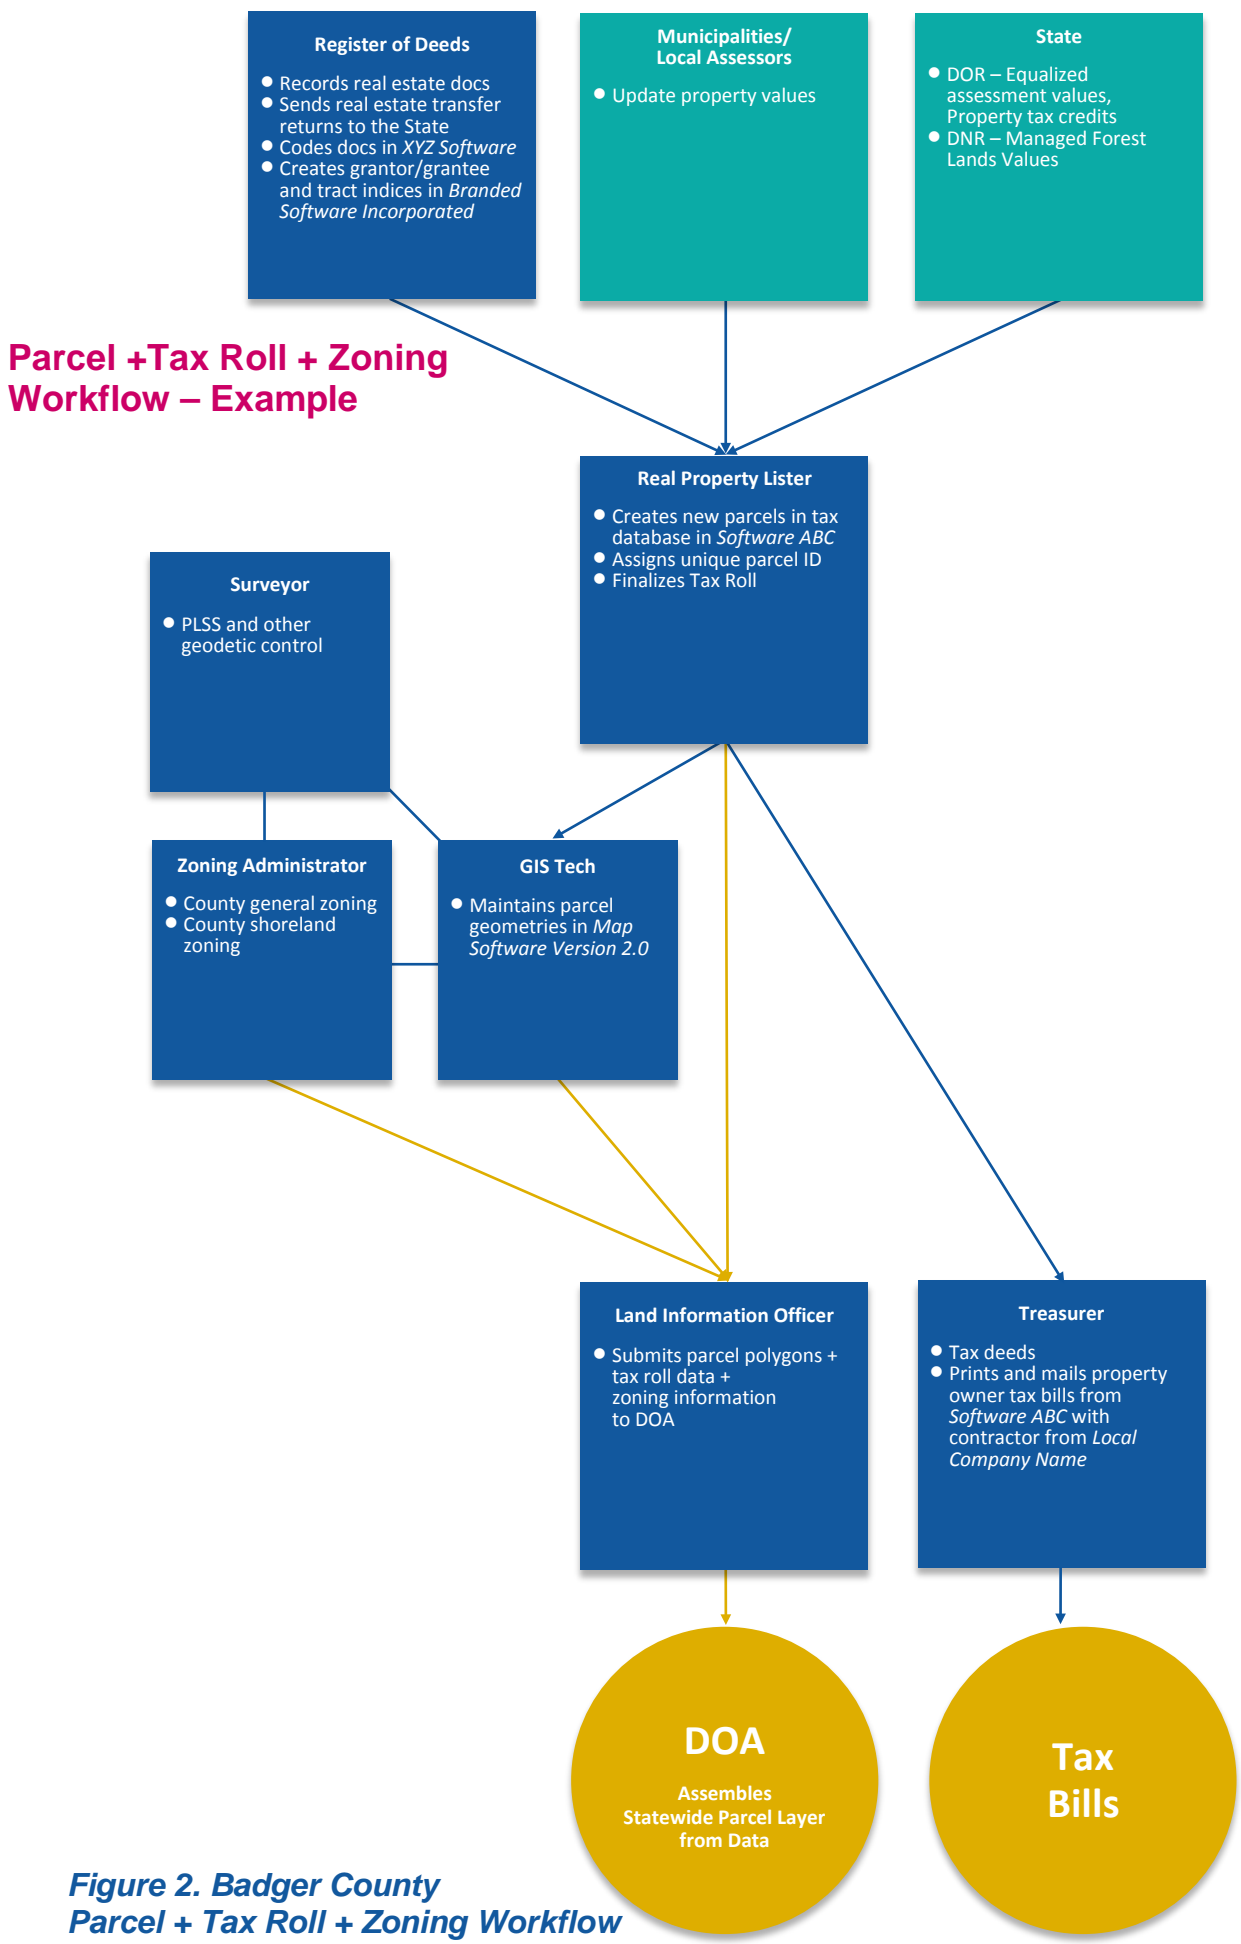 Register of Deeds
● Records real estate docs
● Sends real estate transfer
returns to the State
● Codes docs in XYZ Software
● Creates grantor/grantee
and tract indices in Branded
Software Incorporated
Municipalities/
Local Assessors
● Update property values
State
● DOR – Equalized
assessment values,
Property tax credits
● DNR – Managed Forest
Lands Values
Parcel +Tax Roll + Zoning
Workflow – Example
Real Property Lister
● Creates new parcels in tax
database in Software ABC
● Assigns unique parcel ID
● Finalizes Tax Roll
Surveyor
● PLSS and other
geodetic control
Zoning Administrator
● County general zoning
● County shoreland
zoning
GIS Tech
● Maintains parcel
geometries in Map
Software Version 2.0
Land Information Officer
● Submits parcel polygons +
tax roll data +
zoning information
to DOA
Treasurer
● Tax deeds
● Prints and mails property
owner tax bills from
Software ABC with
contractor from Local
Company Name
DOA
Assembles
Statewide Parcel Layer
from Data
Tax
Bills
Figure 2. Badger County
Parcel + Tax Roll + Zoning Workflow